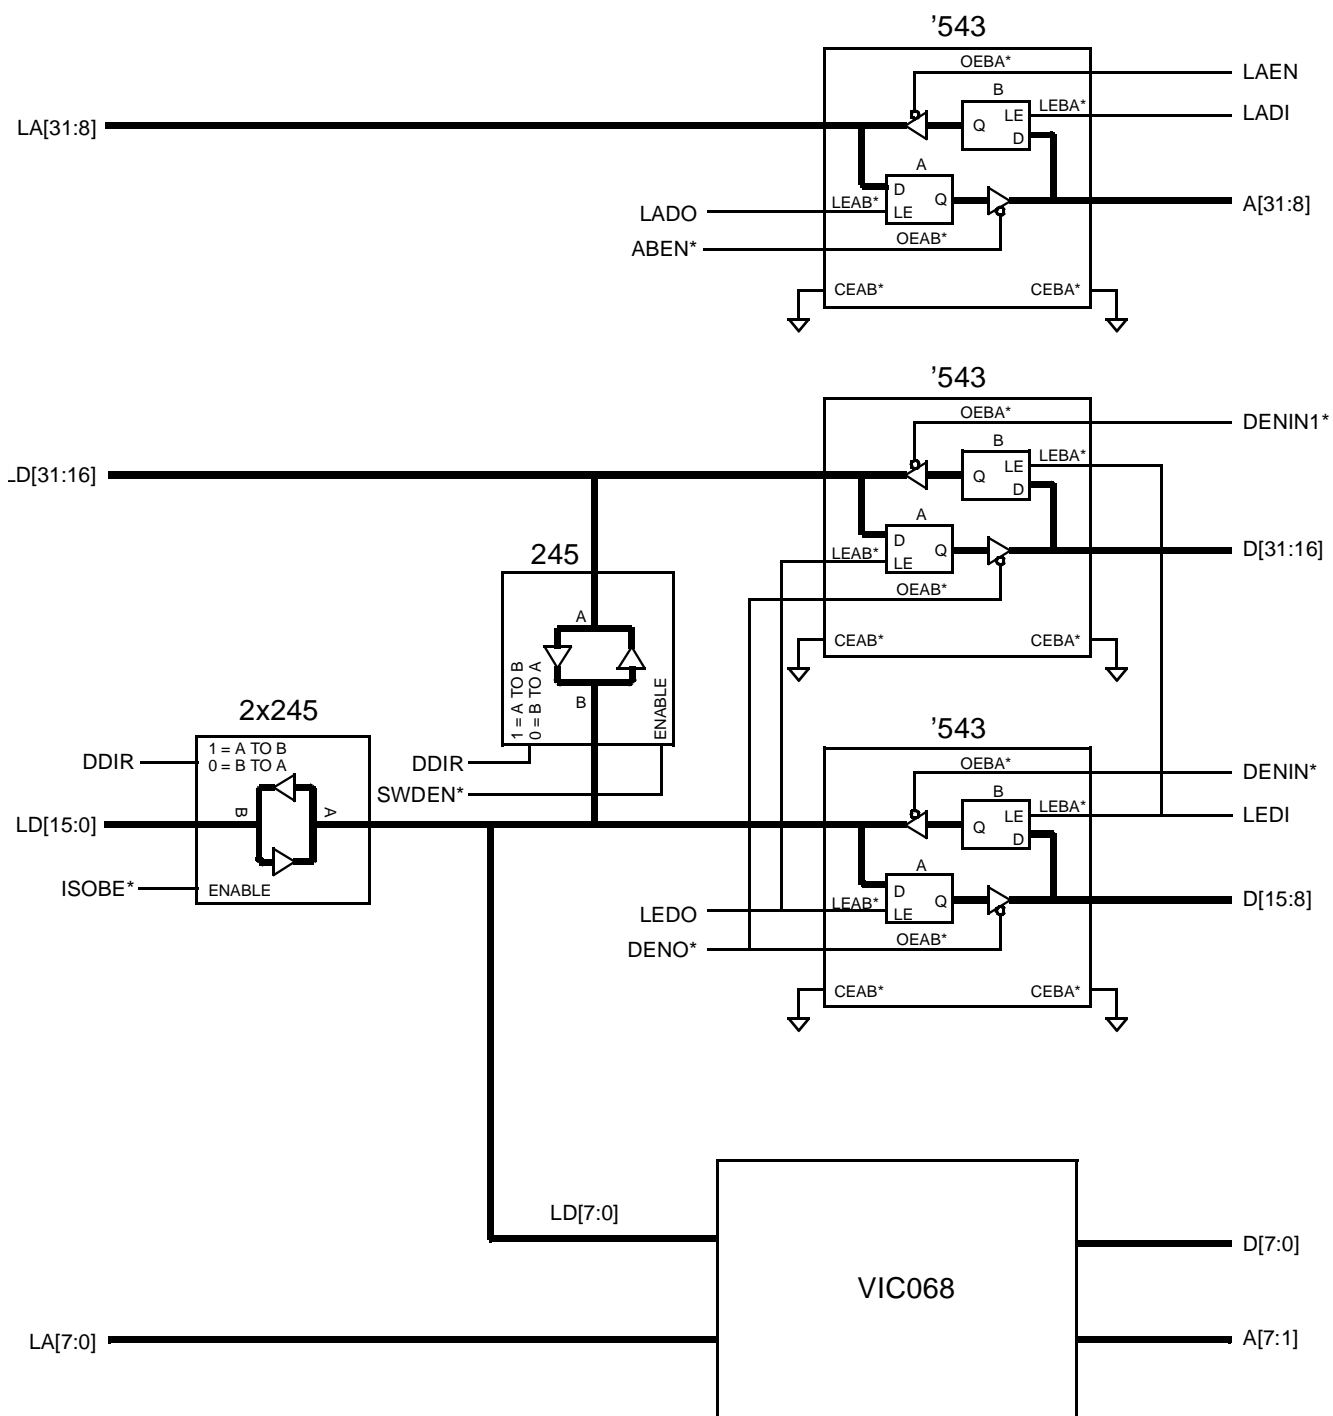 '543
OEBA*
LAEN
B
LEBA*
LADI
LE
Q
D
LA[31:8]
A
D
Q
LEAB*
LE
A[31:8]
LADO
OEAB*
ABEN*
CEAB*
CEBA*
'543
OEBA*
DENIN1*
B
LEBA*
LE
Q
D
LD[31:16]
A
D
Q
LEAB*
LE
D[31:16]
OEAB*
CEAB*
CEBA*
245
A
B
1 = A TO B
0 = B TO A
ENABLE
DDIR
SWDEN*
2x245
1 = A TO B
0 = B TO A
DDIR
B
A
LD[15:0]
ISOBE*
ENABLE
'543
OEBA*
DENIN*
B
LEBA*
LE
LEDI
Q
D
A
D
Q
LEAB*
LE
D[15:8]
LEDO
OEAB*
DENO*
CEAB*
CEBA*
LD[7:0]
D[7:0]
VIC068
LA[7:0]
A[7:1]